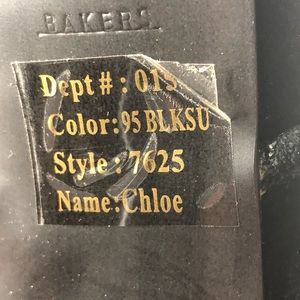 BAKERS
Dept # : 015
Color:95 BLKSU
Style : 7625
Name:Chloe